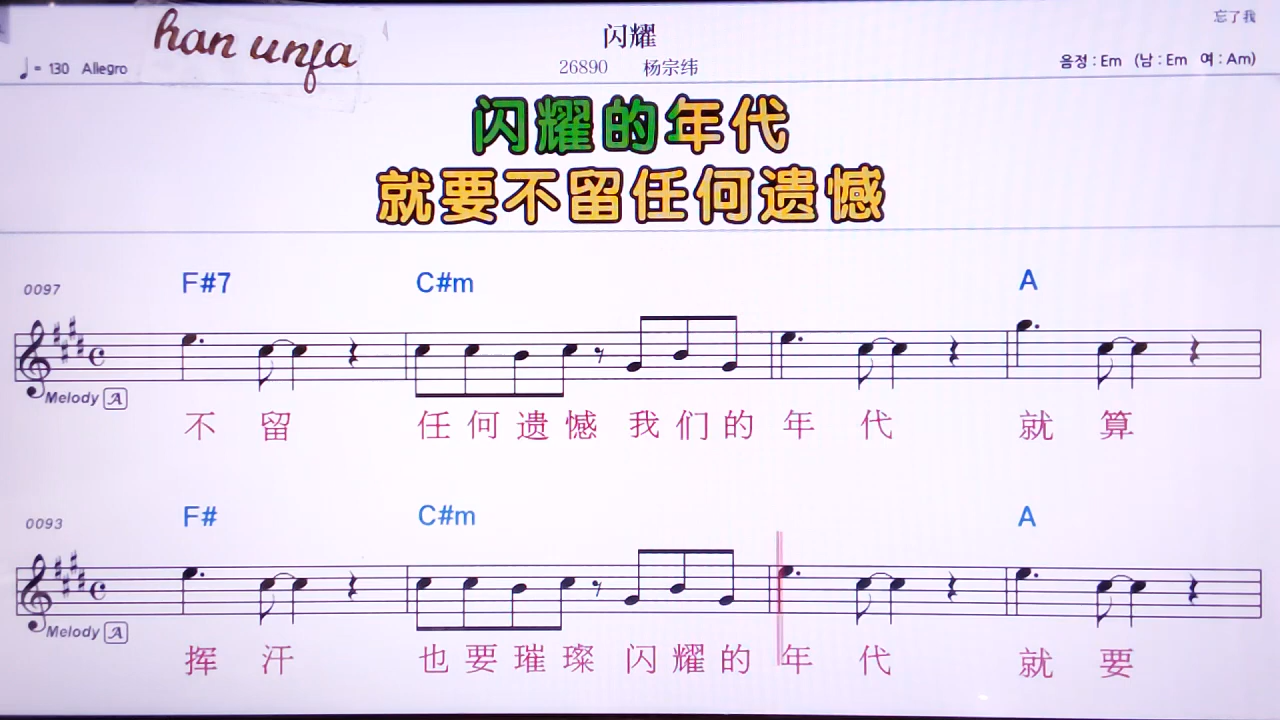 han unja
忘了我
闪耀
♩= 130 Allegro
26890 杨宗纬
음정 : Em (남 : Em 여 : Am)
闪耀的年代
就要不留任何遗憾
0097
F#7 C#m A
Melody A
不留 任何遗憾我们的年代 就算
0093
F# C#m A
Melody A
挥汗 也要璀璨闪耀的年代 就要